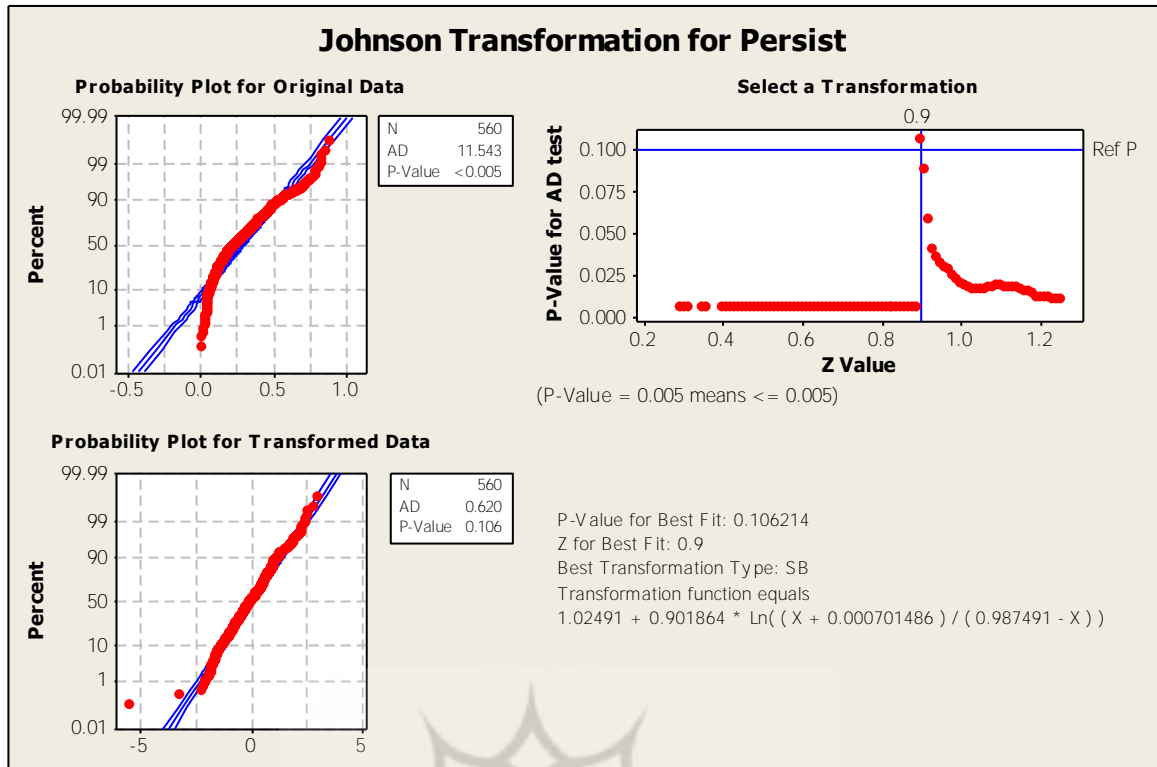 Johnson Transformation for Persist
Probability Plot for Original Data
99.99
99
90
50
10
1
0.01
Percent
-0.5 0.0 0.5 1.0
N 560
AD 11.543
P-Value <0.005
Select a Transformation
0.9
0.100
0.075
0.050
0.025
0.000
P-Value for AD test
Ref P
0.2 0.4 0.6 0.8 1.0 1.2
Z Value
(P-Value = 0.005 means <= 0.005)
Probability Plot for Transformed Data
99.99
99
90
50
10
1
0.01
Percent
-5 0 5
N 560
AD 0.620
P-Value 0.106
P-Value for Best Fit: 0.106214
Z for Best Fit: 0.9
Best Transformation Type: SB
Transformation function equals
1.02491 + 0.901864 * Ln( ( X + 0.000701486 ) / ( 0.987491 - X ) )